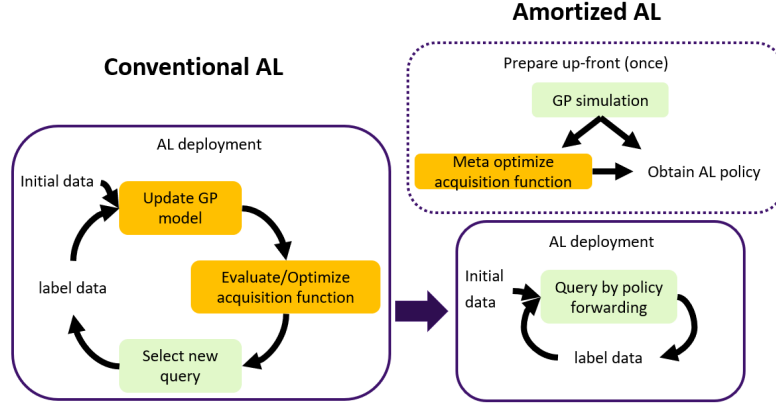 Conventional AL
AL deployment
Initial data
Update GP
model
Evaluate/Optimize
acquisition function
label data
Select new
query
Amortized AL
Prepare up-front (once)
GP simulation
Meta optimize
acquisition function
Obtain AL policy
AL deployment
Initial
data
Query by policy
forwarding
label data